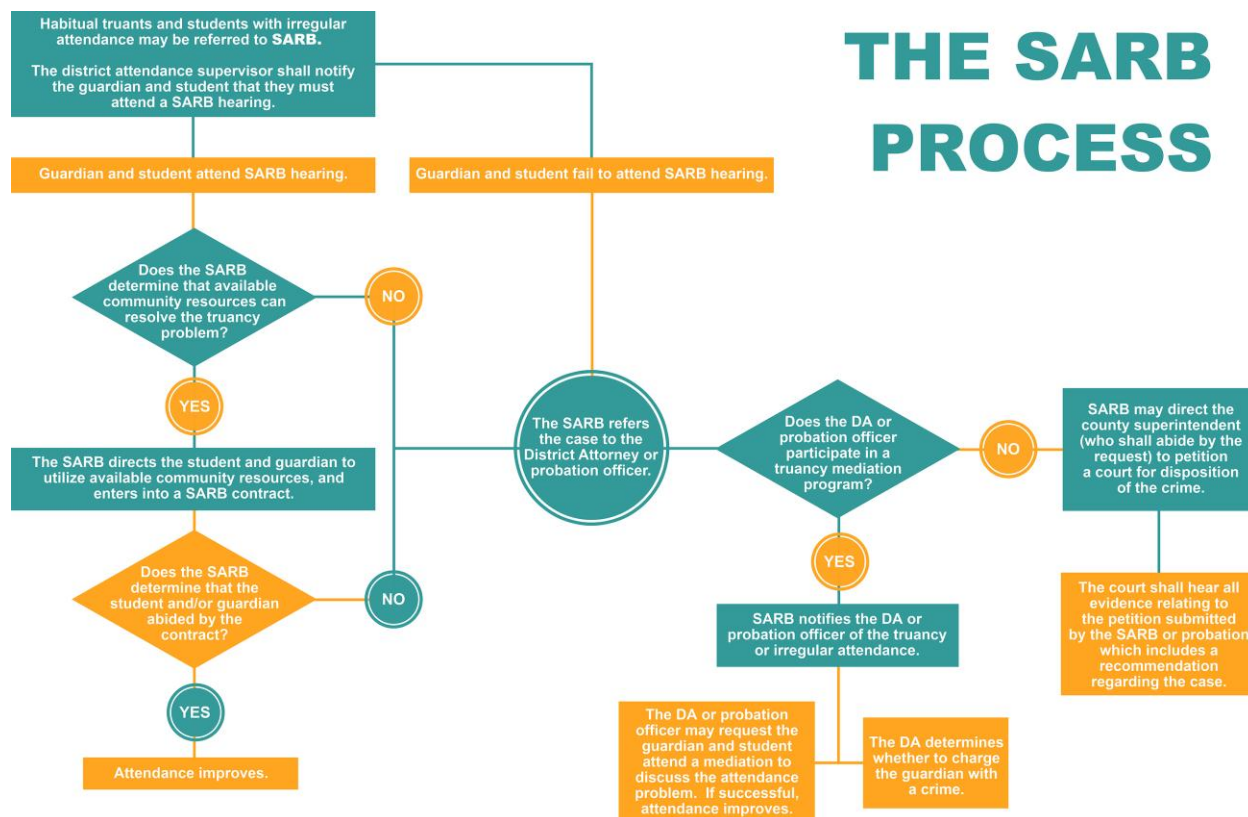 THE SARB
PROCESS
Habitual truants and students with irregular
attendance may be referred to SARB.
The district attendance supervisor shall notify
the guardian and student that they must
attend a SARB hearing.
Guardian and student attend SARB hearing.
Guardian and student fail to attend SARB hearing.
Does the SARB
determine that available
community resources can
resolve the truancy
problem?
NO
YES
The SARB directs the student and guardian to
utilize available community resources, and
enters into a SARB contract.
Does the SARB
determine that the
student and/or guardian
abided by the
contract?
NO
YES
Attendance improves.
The SARB refers
the case to the
District Attorney or
probation officer.
Does the DA or
probation officer
participate in a
truancy mediation
program?
NO
SARB may direct the
county superintendent
(who shall abide by the
request) to petition
a court for disposition
of the crime.
The court shall hear all
evidence relating to
the petition submitted
by the SARB or probation
which includes a
recommendation
regarding the case.
YES
SARB notifies the DA or
probation officer of the truancy
or irregular attendance.
The DA or probation
officer may request the
guardian and student
attend a mediation to
discuss the attendance
problem. If successful,
attendance improves.
The DA determines
whether to charge
the guardian with
a crime.